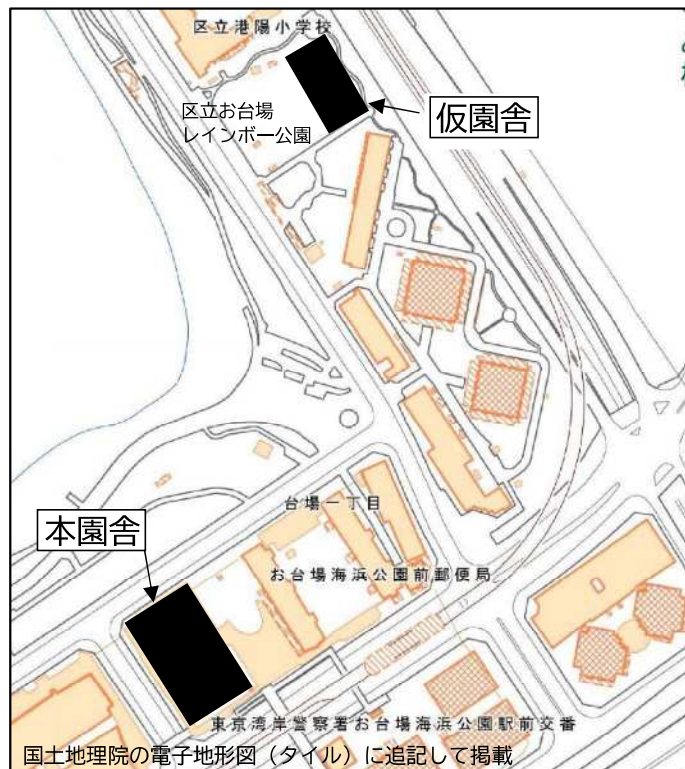 区立港陽小学校
仮園舎
区立お台場
レインボー公園
台場一丁目
本園舎
お台場海浜公園前郵便局
東京湾岸警察署お台場海浜公園駅前交番
国土地理院の電子地形図（タイル）に追記して掲載